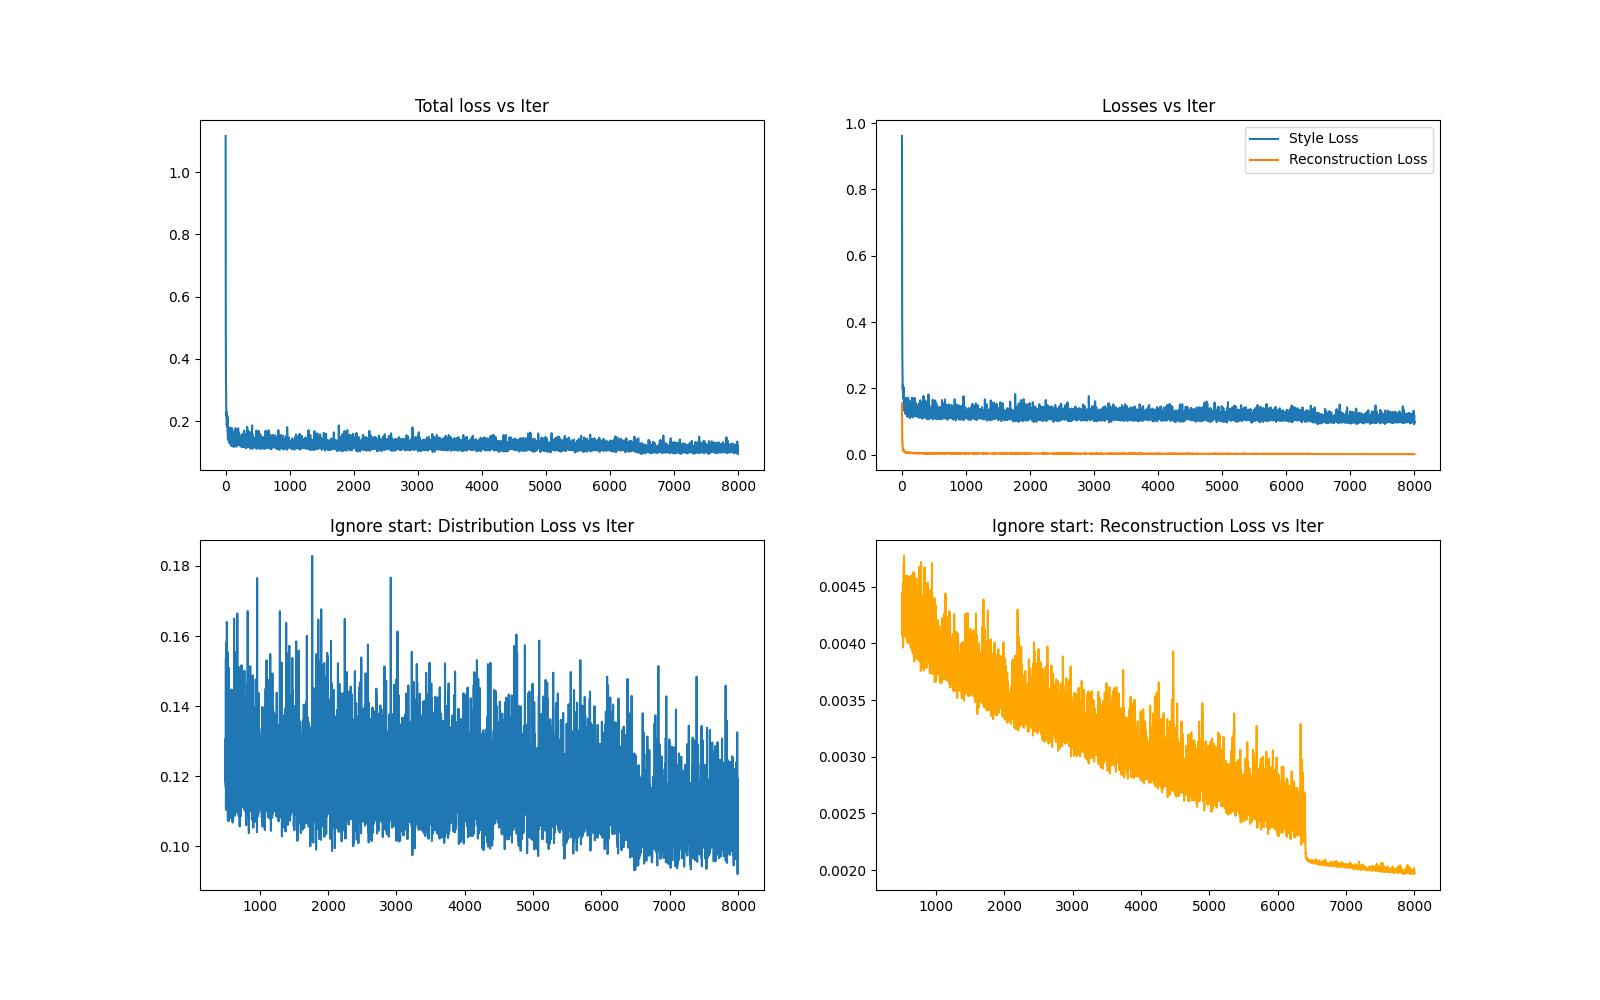 Total loss vs Iter
1.0
0.8
0.6
0.4
0.2
0 1000 2000 3000 4000 5000 6000 7000 8000
Losses vs Iter
Style Loss
Reconstruction Loss
1.0
0.8
0.6
0.4
0.2
0.0
0 1000 2000 3000 4000 5000 6000 7000 8000
Ignore start: Distribution Loss vs Iter
0.18
0.16
0.14
0.12
0.10
1000 2000 3000 4000 5000 6000 7000 8000
Ignore start: Reconstruction Loss vs Iter
0.0045
0.0040
0.0035
0.0030
0.0025
0.0020
1000 2000 3000 4000 5000 6000 7000 8000